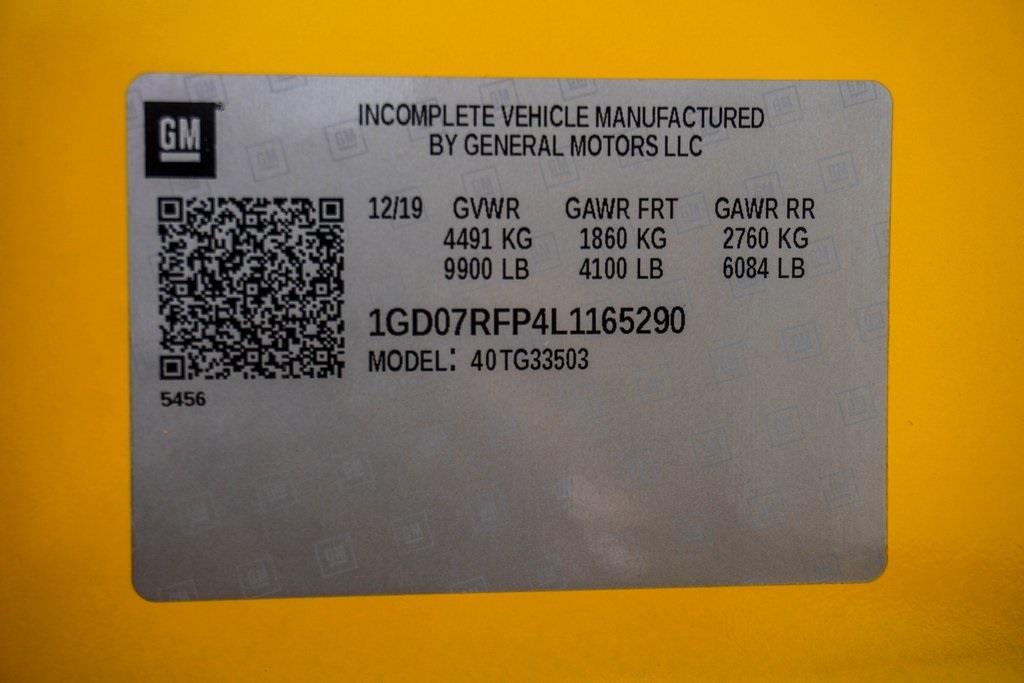 GM
INCOMPLETE VEHICLE MANUFACTURED
BY GENERAL MOTORS LLC
12/19 GVWR GAWR FRT GAWR RR
4491 KG 1860 KG 2760 KG
9900 LB 4100 LB 6084 LB
1GD07RFP4L1165290
MODEL: 40TG33503
5456